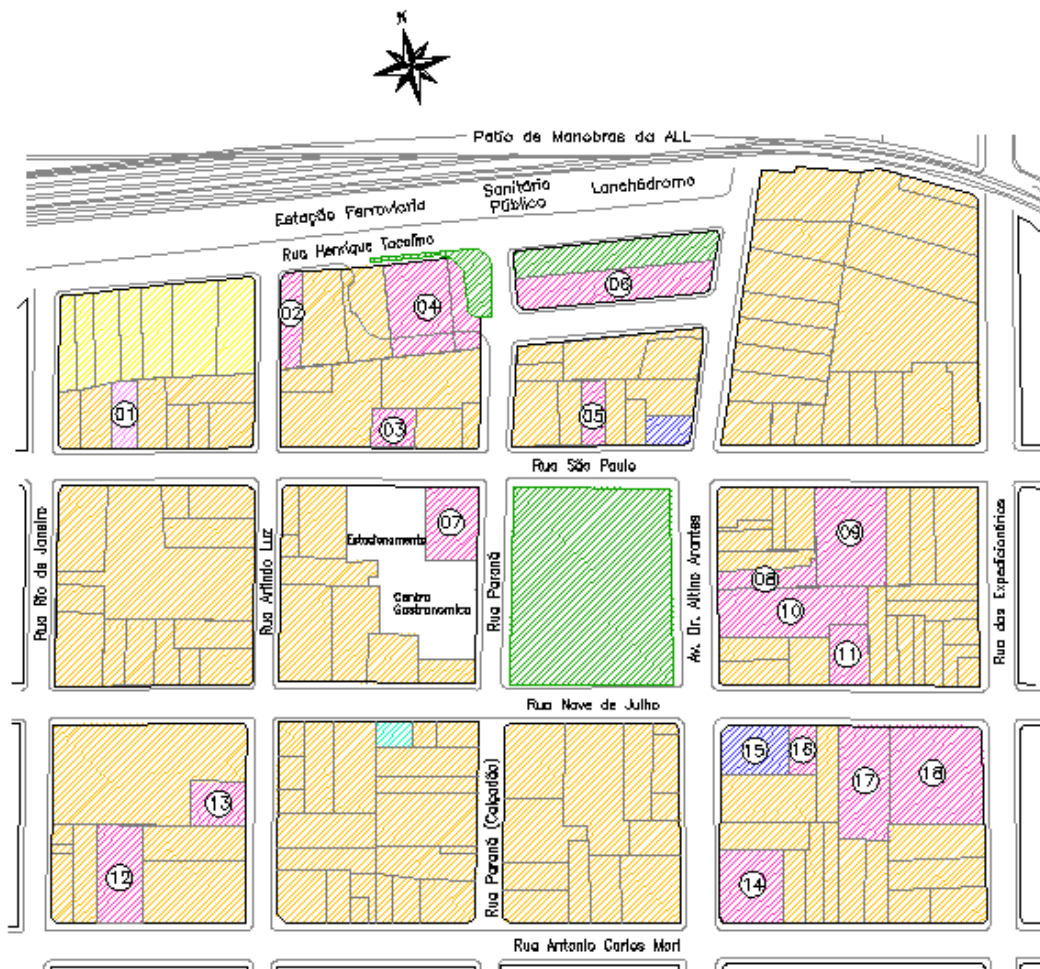 N
Patio de Manobras da ALL
Sanitário
Público
Lanchódromo
Estação Ferroviaria
Rua Henrique Tocalino
02
04
06
01
03
05
Rua São Paulo
Rua Rio de Janeiro
Rua Arlindo Luz
Estacionamento
07
Rua Paraná
Centro
Gastronomico
Av. Dr. Altino Arantes
09
08
10
11
Rua dos Expedicionários
Rua Nove de Julho
13
12
Rua Paraná (Calçadão)
15
16
17
18
14
Rua Antonio Carlos Mori